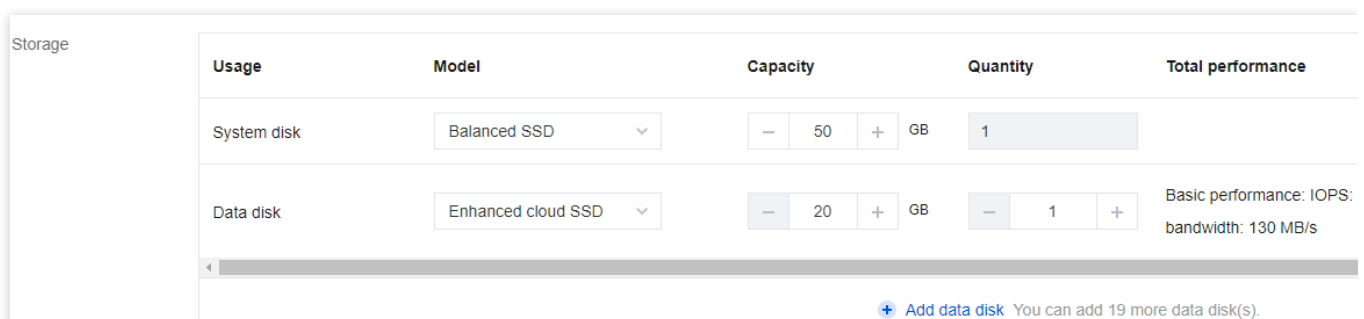 Storage
Usage Model Capacity Quantity Total performance
System disk Balanced SSD − 50 + GB 1
Data disk Enhanced cloud SSD − 20 + GB − 1 + Basic performance: IOPS:
bandwidth: 130 MB/s
+ Add data disk You can add 19 more data disk(s).